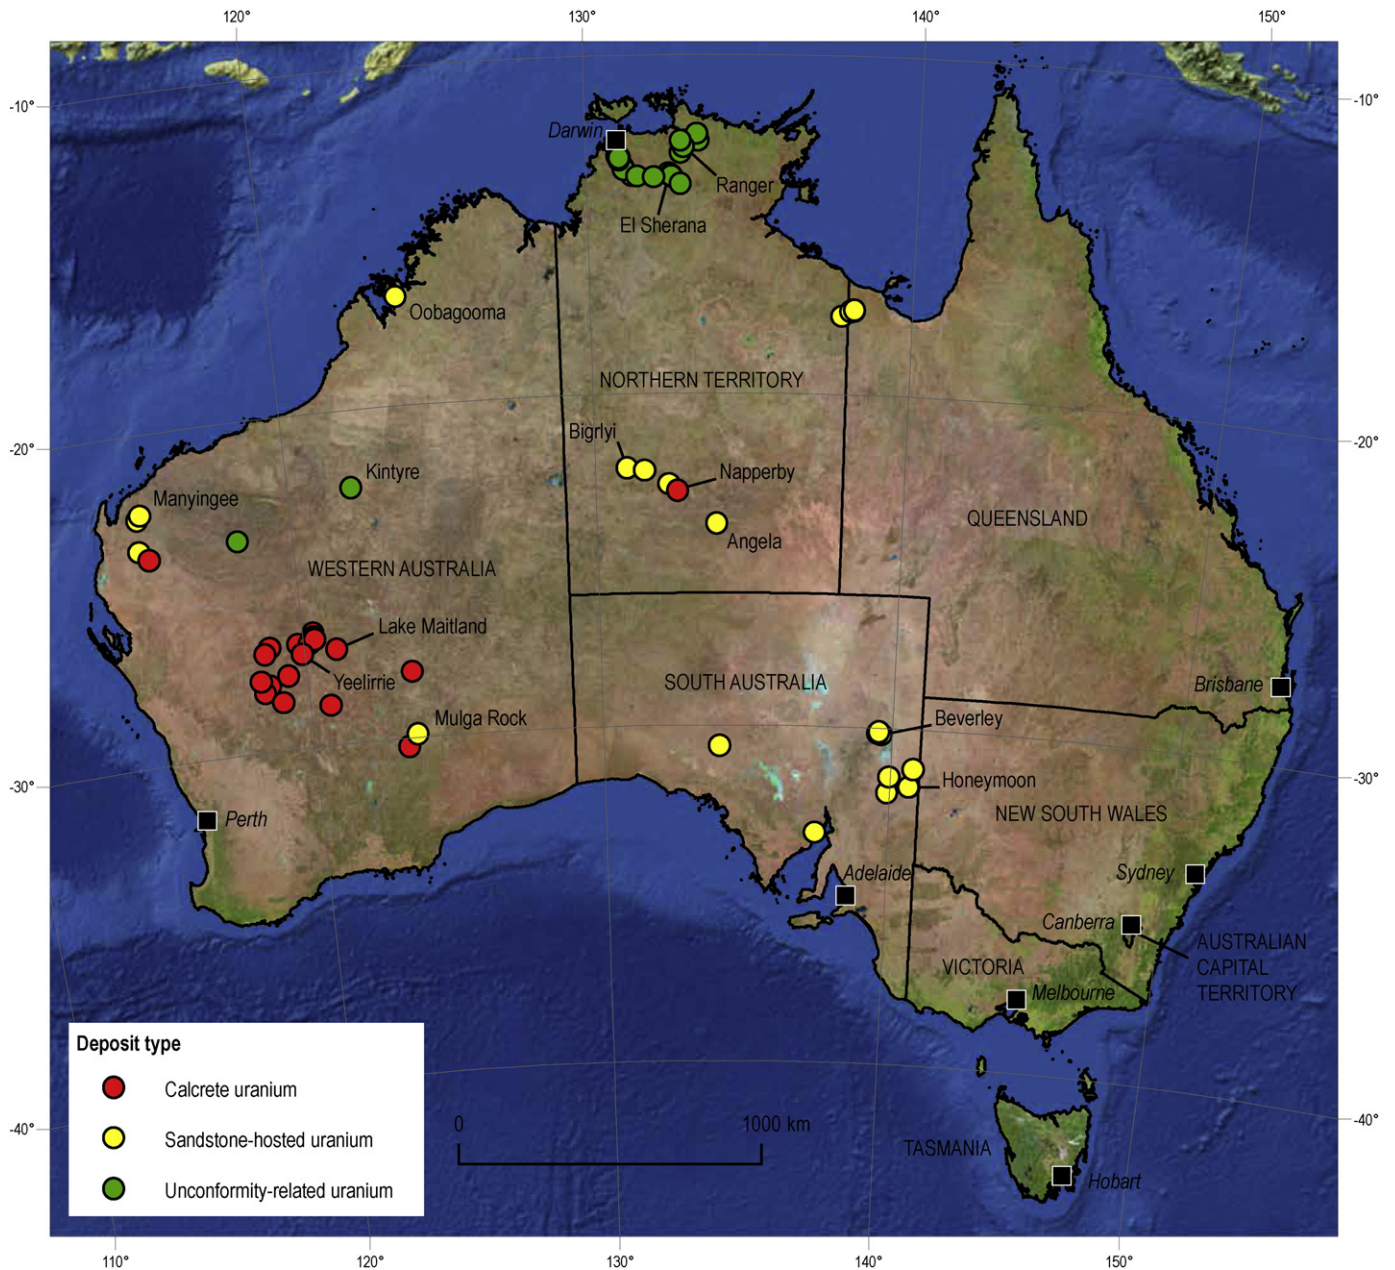 120°
130°
140°
150°
-10°
-10°
Darwin
Ranger
El Sherana
Oobagooma
NORTHERN TERRITORY
Bigrlyi
-20°
-20°
Kintyre
Napperby
Manyingee
QUEENSLAND
Angela
WESTERN AUSTRALIA
Lake Maitland
Yeelirrie
SOUTH AUSTRALIA
Brisbane
Mulga Rock
Beverley
-30°
-30°
Honeymoon
NEW SOUTH WALES
Perth
Adelaide
Sydney
Canberra
AUSTRALIAN
CAPITAL
TERRITORY
VICTORIA
Melbourne
Deposit type
Calcrete uranium
Sandstone-hosted uranium
Unconformity-related uranium
0
1000 km
-40°
-40°
TASMANIA
Hobart
110°
120°
130°
140°
150°